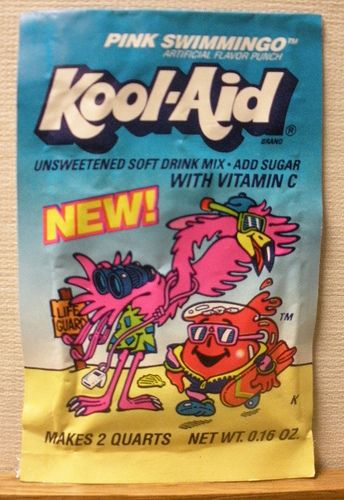 PINK SWIMMINGO™
ARTIFICIAL FLAVOR PUNCH
Kool-Aid®
BRAND
UNSWEETENED SOFT DRINK MIX • ADD SUGAR
WITH VITAMIN C
NEW!
LIFE
GUARD
TM
K
MAKES 2 QUARTS NET WT. 0.16 OZ.